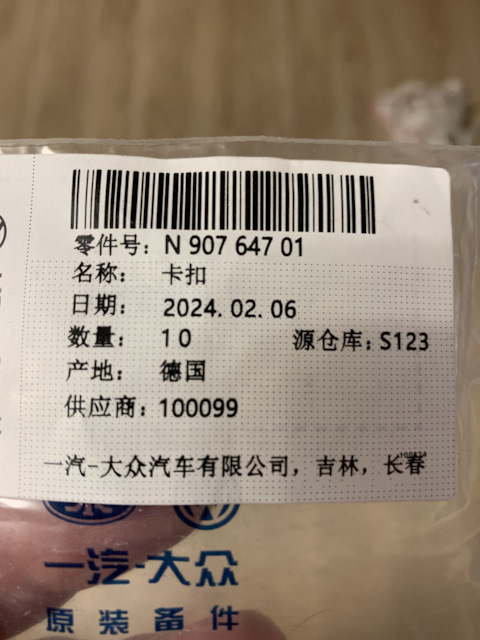 零件号: N 907 647 01
名称: 卡扣
日期: 2024.02.06
数量: 10 源仓库: S123
产地: 德国
供应商: 100099
一汽-大众汽车有限公司, 吉林, 长春
一汽-大众
原装备件